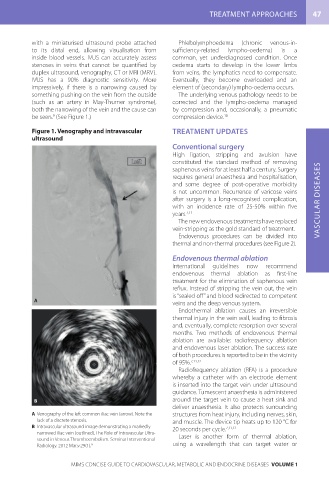 TREATMENT APPROACHES 47
with a miniaturised ultrasound probe attached
to its distal end, allowing visualisation from
inside blood vessels. IVUS can accurately assess
stenoses in veins that cannot be quantified by
duplex ultrasound, venography, CT or MRI (MRV).
IVUS has a 90% diagnostic sensitivity. More
impressively, if there is a narrowing caused by
something pushing on the vein from the outside
(such as an artery in May-Thurner syndrome),
both the narrowing of the vein and the cause can
be seen. (See Figure 1.)
Figure 1. Venography and intravascular
ultrasound
A
B
A Venography of the left common iliac vein (arrow). Note the
lack of a discrete stenosis.
B Intravascular ultrasound image demonstrating a markedly
narrowed iliac vein (outlined). The Role of Intravascular Ultra-
sound in Venous Thromboembolism. Seminar Interventional
Radiology. 2012
Phlebolymphoedema (chronic venous-in-
sufficiency-related lympho-oedema) is a
common, yet underdiagnosed condition. Once
oedema starts to develop in the lower limbs
from veins, the lymphatics need to compensate.
Eventually, they become overloaded and an
element of (secondary) lympho-oedema occurs.
The underlying venous pathology needs to be
corrected and the lympho-oedema managed
by compression and, occasionally, a pneumatic
compression device.
TREATMENT UPDATES
Conventional surgery
High ligation, stripping and avulsion have
constituted the standard method of removing
saphenous veins for at least half a century. Surgery
requires general anaesthesia and hospitalisation,
and some degree of post-operative morbidity
is not uncommon. Recurrence of varicose veins
after surgery is a long-recognised complication,
with an incidence rate of 25-50% within five
years.
The new endovenous treatments have replaced
vein-stripping as the gold standard of treatment.
Endovenous procedures can be divided into
thermal and non-thermal procedures (see Figure 2).
Endovenous thermal ablation
International guidelines now recommend
endovenous thermal ablation as first-line
treatment for the elimination of saphenous vein
reflux. Instead of stripping the vein out, the vein
is "sealed off" and blood redirected to competent
veins and the deep venous system.
Endothermal ablation causes an irreversible
thermal injury in the vein wall, leading to fibrosis
and, eventually, complete resorption over several
months. Two methods of endovenous thermal
ablation are available: radiofrequency ablation
and endovenous laser ablation. The success rate
of both procedures is reported to be in the vicinity
of 95%.
Radiofrequency ablation (RFA) is a procedure
whereby a catheter with an electrode element
is inserted into the target vein under ultrasound
guidance. Tumescent anaesthesia is administered
around the target vein to cause a heat sink and
deliver anaesthesia. It also protects surrounding
structures from heat injury, including nerves, skin,
and muscle. The device tip heats up to 120 °C for
20 seconds per cycle.
Laser is another form of thermal ablation,
using a wavelength that can target water or
VASCULAR DISEASES
MIMS CONCISE GUIDE TO CARDIOVASCULAR, METABOLIC AND ENDOCRINE DISEASES VOLUME 1